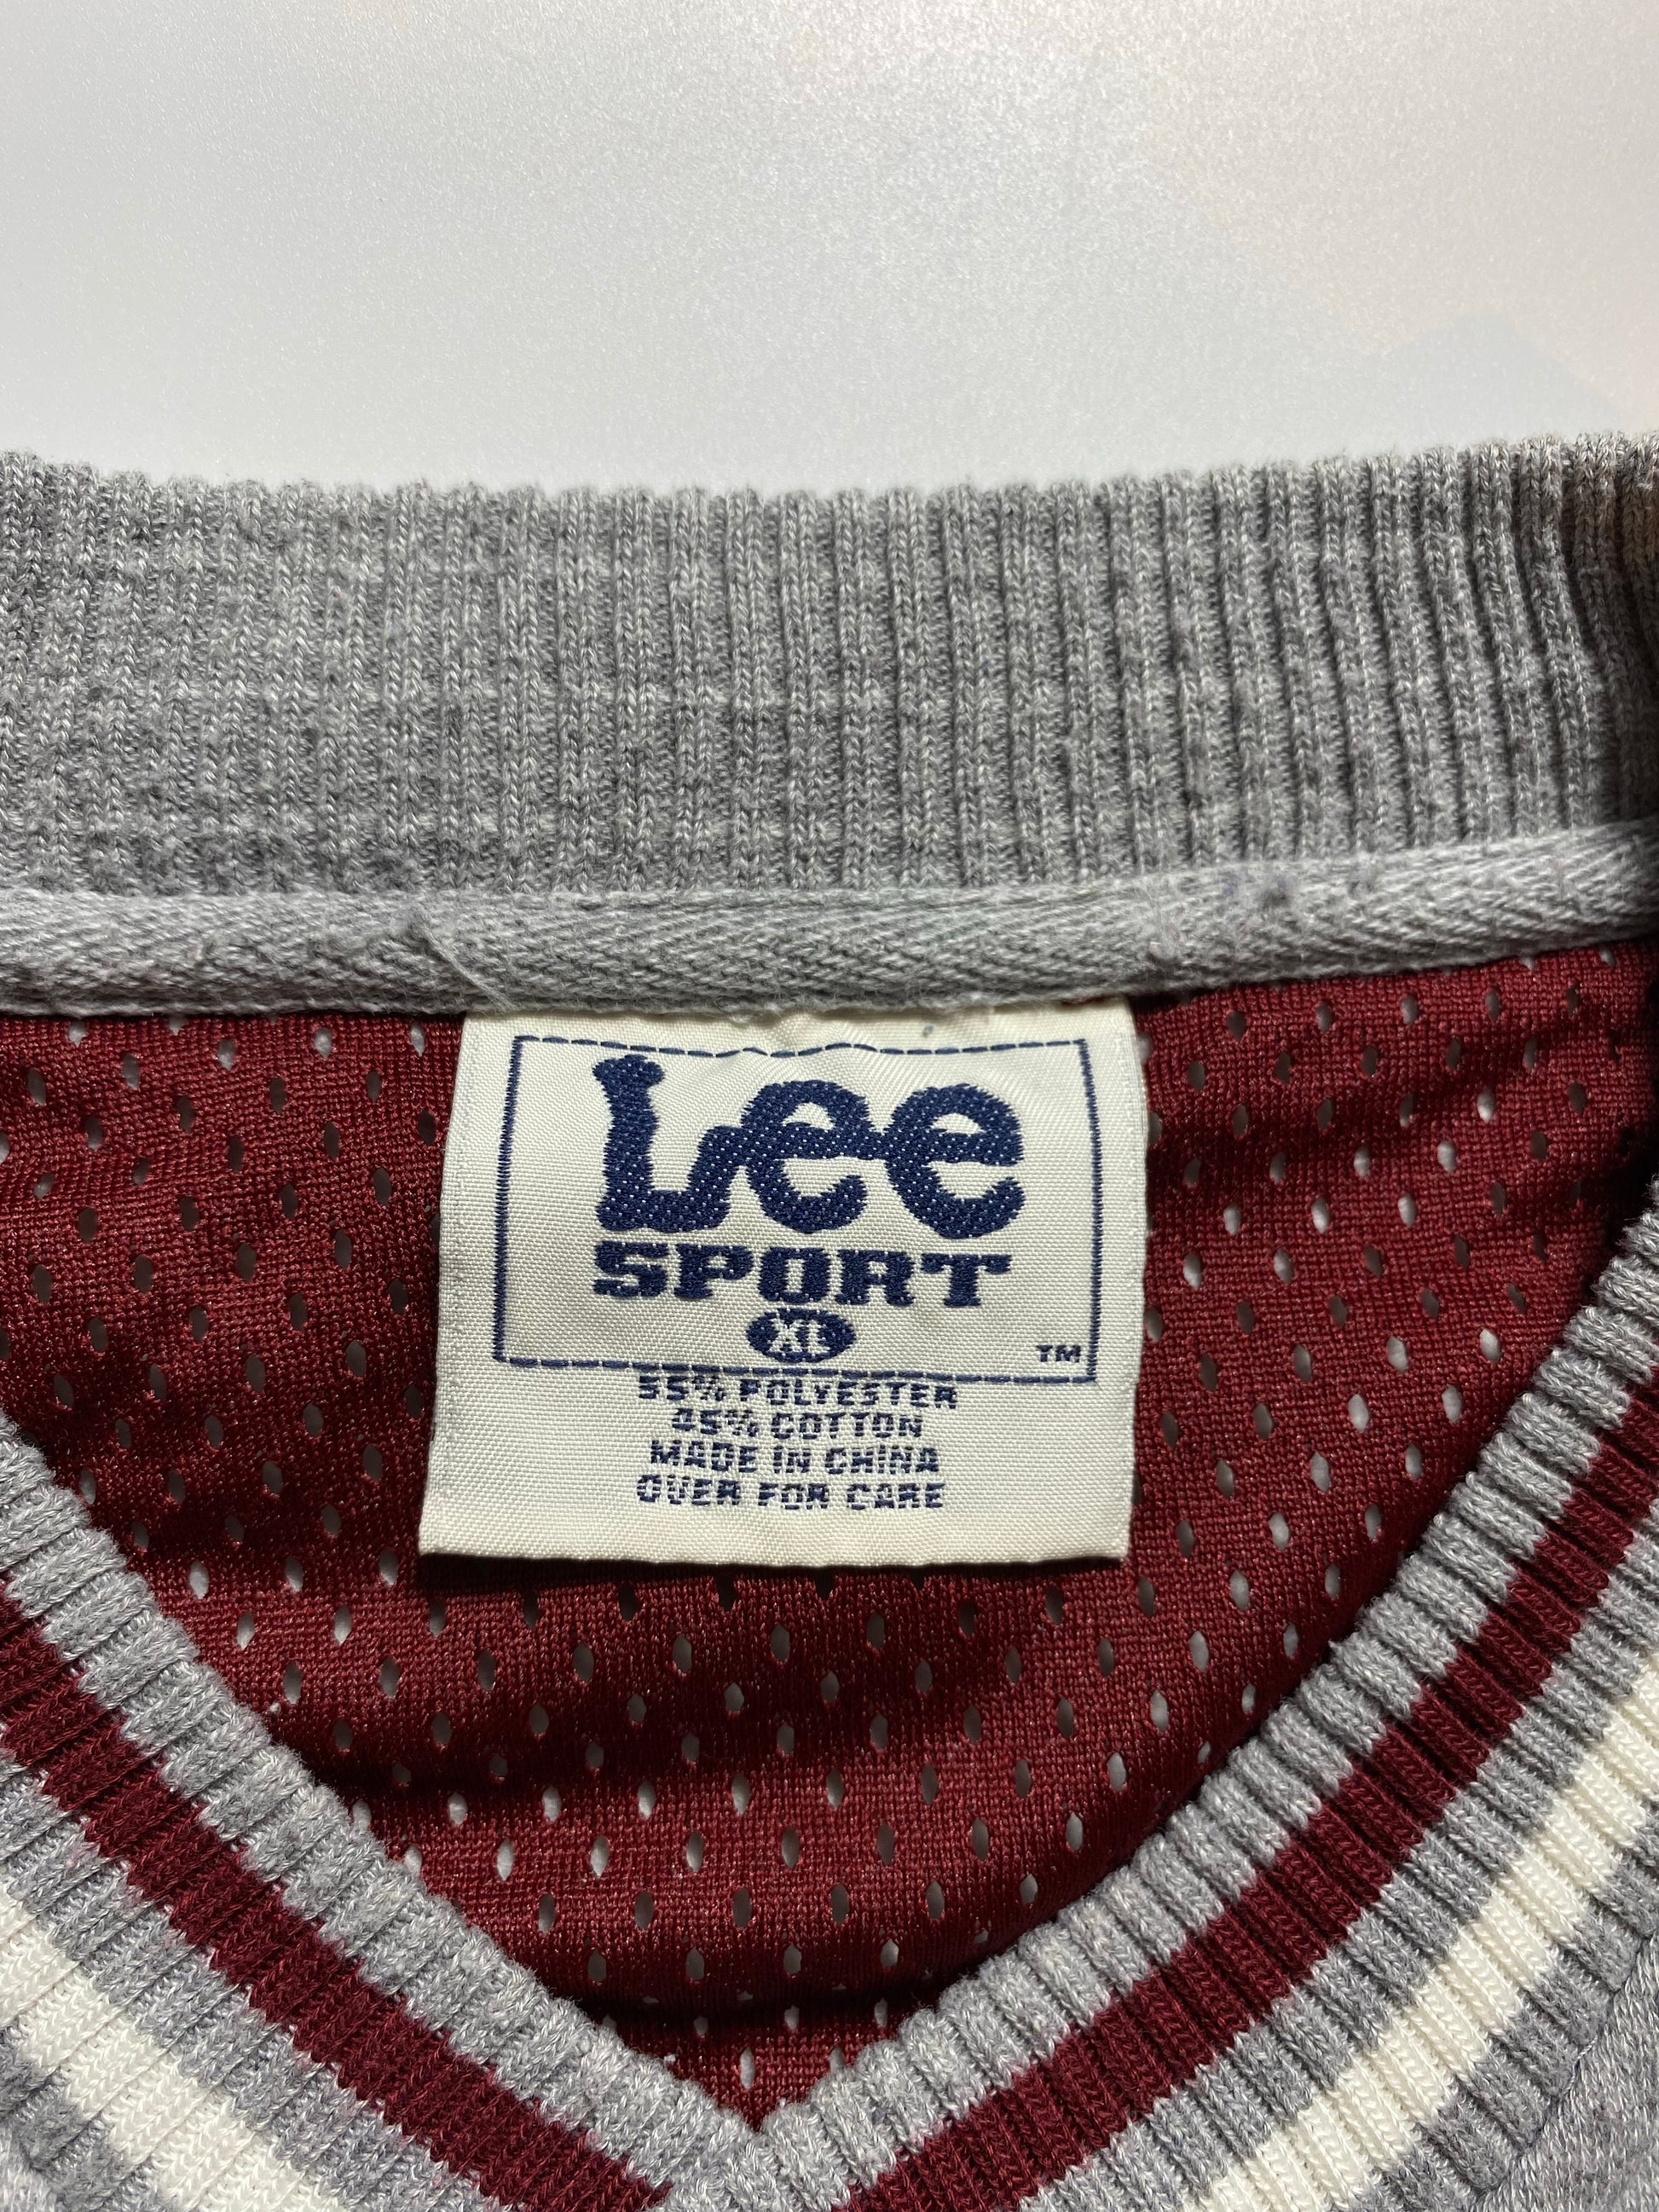 Lee
SPORT
XL
TM
55% POLYESTER
45% COTTON
MADE IN CHINA
OVER FOR CARE